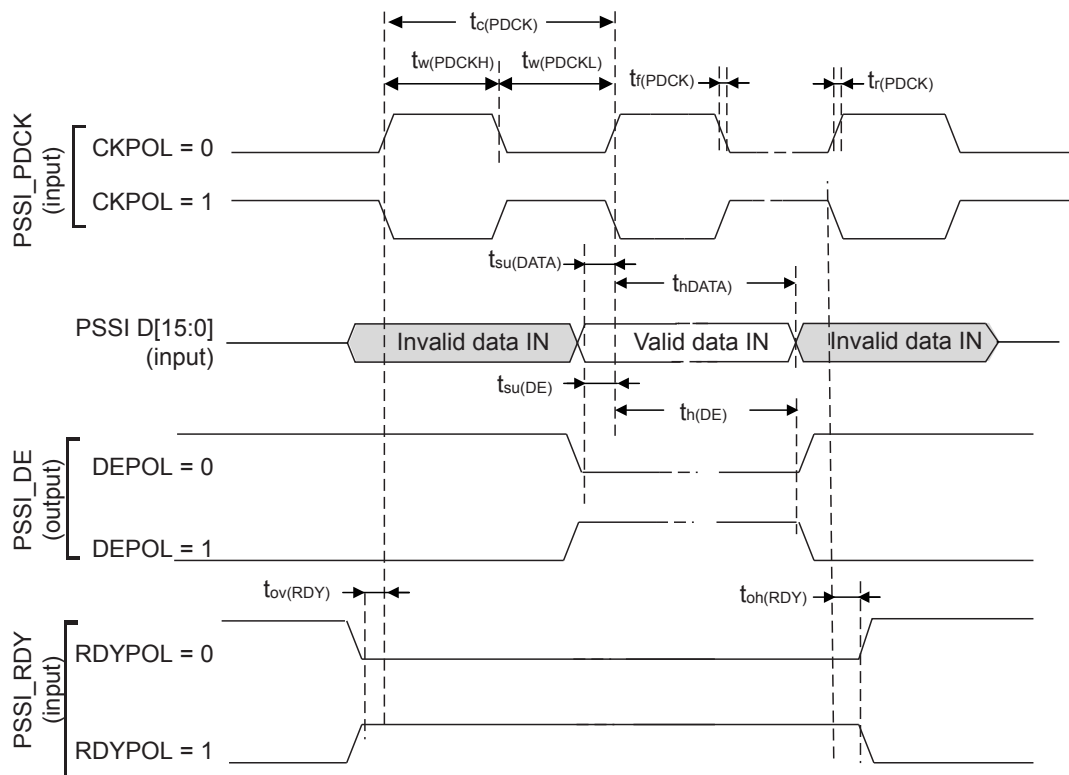 tc(PDCK)
tw(PDCKH)
tw(PDCKL)
tf(PDCK)
tr(PDCK)
PSSI_PDCK
(input)
CKPOL = 0
CKPOL = 1
tsu(DATA)
thDATA)
PSSI D[15:0]
(input)
Invalid data IN
Valid data IN
Invalid data IN
tsu(DE)
th(DE)
PSSI_DE
(output)
DEPOL = 0
DEPOL = 1
tov(RDY)
toh(RDY)
PSSI_RDY
(input)
RDYPOL = 0
RDYPOL = 1